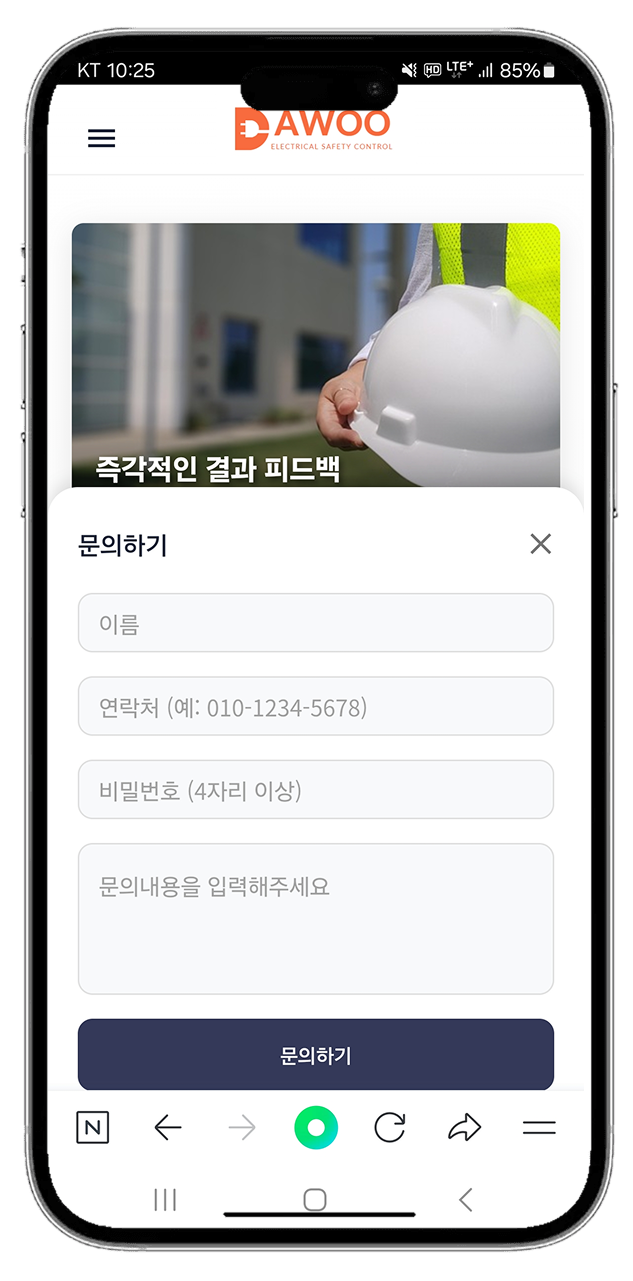 KT 10:25
HD LTE+ 85%
DAWOO
ELECTRICAL SAFETY CONTROL
즉각적인 결과 피드백
문의하기
이름
연락처 (예: 010-1234-5678)
비밀번호 (4자리 이상)
문의내용을 입력해주세요
문의하기
N